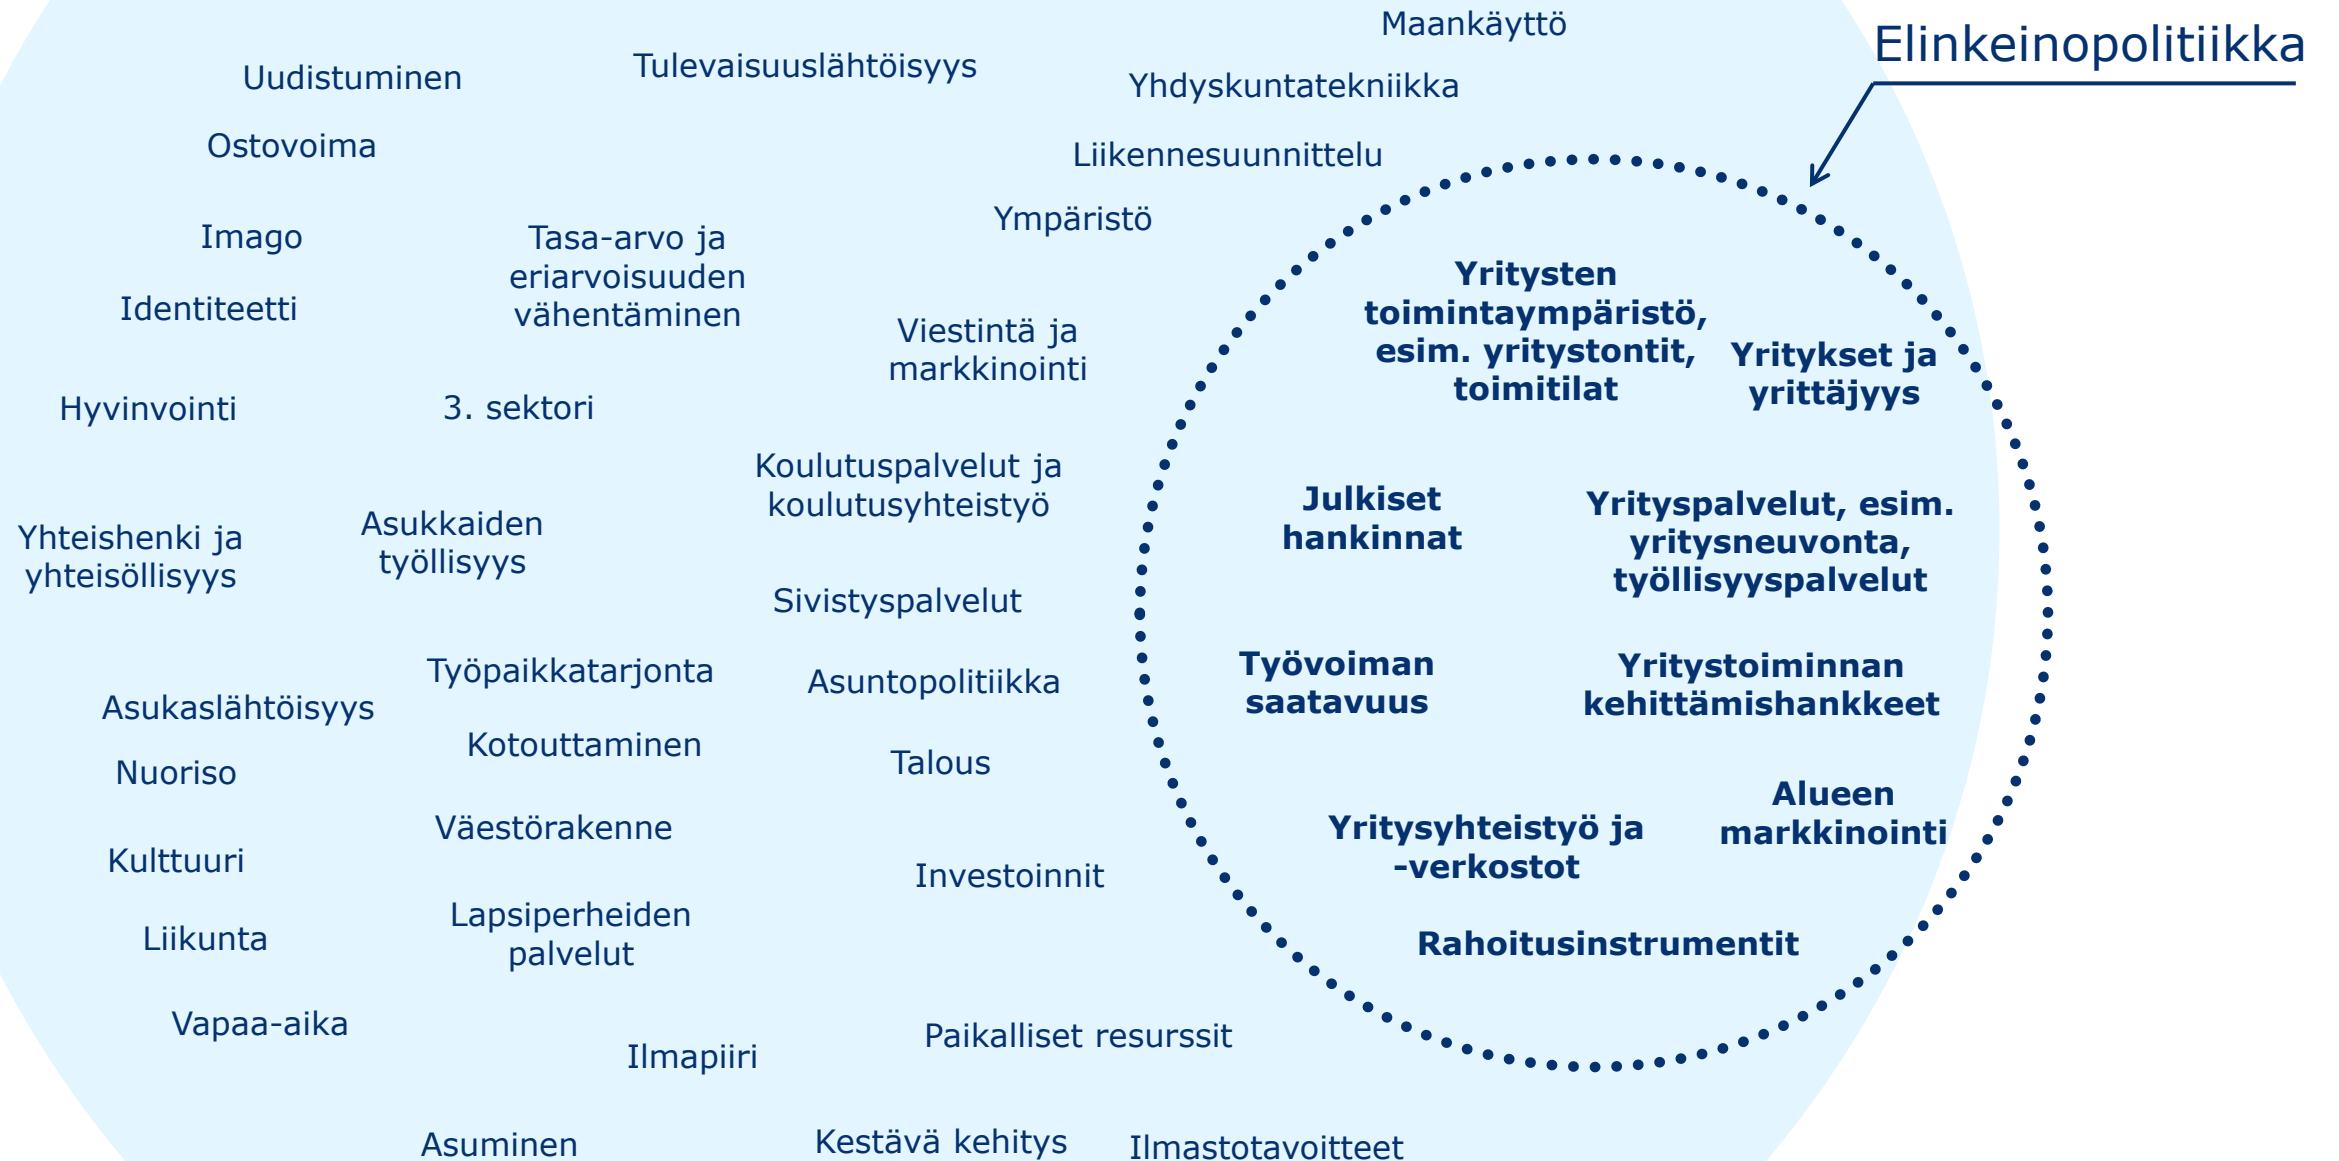 Elinkeinopolitiikka
Maankäyttö
Tulevaisuuslähtöisyys
Uudistuminen
Yhdyskuntatekniikka
Ostovoima
Liikennesuunnittelu
Ympäristö
Imago
Tasa-arvo ja
eriarvoisuuden
vähentäminen
Identiteetti
Viestintä ja
markkinointi
Hyvinvointi
3. sektori
Koulutuspalvelut ja
koulutusyhteistyö
Yhteishenki ja
yhteisöllisyys
Asukkaiden
työllisyys
Sivistyspalvelut
Työpaikkatarjonta
Asuntopolitiikka
Asukaslähtöisyys
Kotouttaminen
Talous
Nuoriso
Väestörakenne
Kulttuuri
Investoinnit
Lapsiperheiden
palvelut
Liikunta
Vapaa-aika
Paikalliset resurssit
Ilmapiiri
Asuminen
Kestävä kehitys
Ilmastotavoitteet
Yritysten
toimintaympäristö,
esim. yritystontit,
toimitilat
Yritykset ja
yrittäjyys
Julkiset
hankinnat
Yrityspalvelut, esim.
yritysneuvonta,
työllisyyspalvelut
Työvoiman
saatavuus
Yritystoiminnan
kehittämishankkeet
Alueen
markkinointi
Yritysyhteistyö ja
-verkostot
Rahoitusinstrumentit